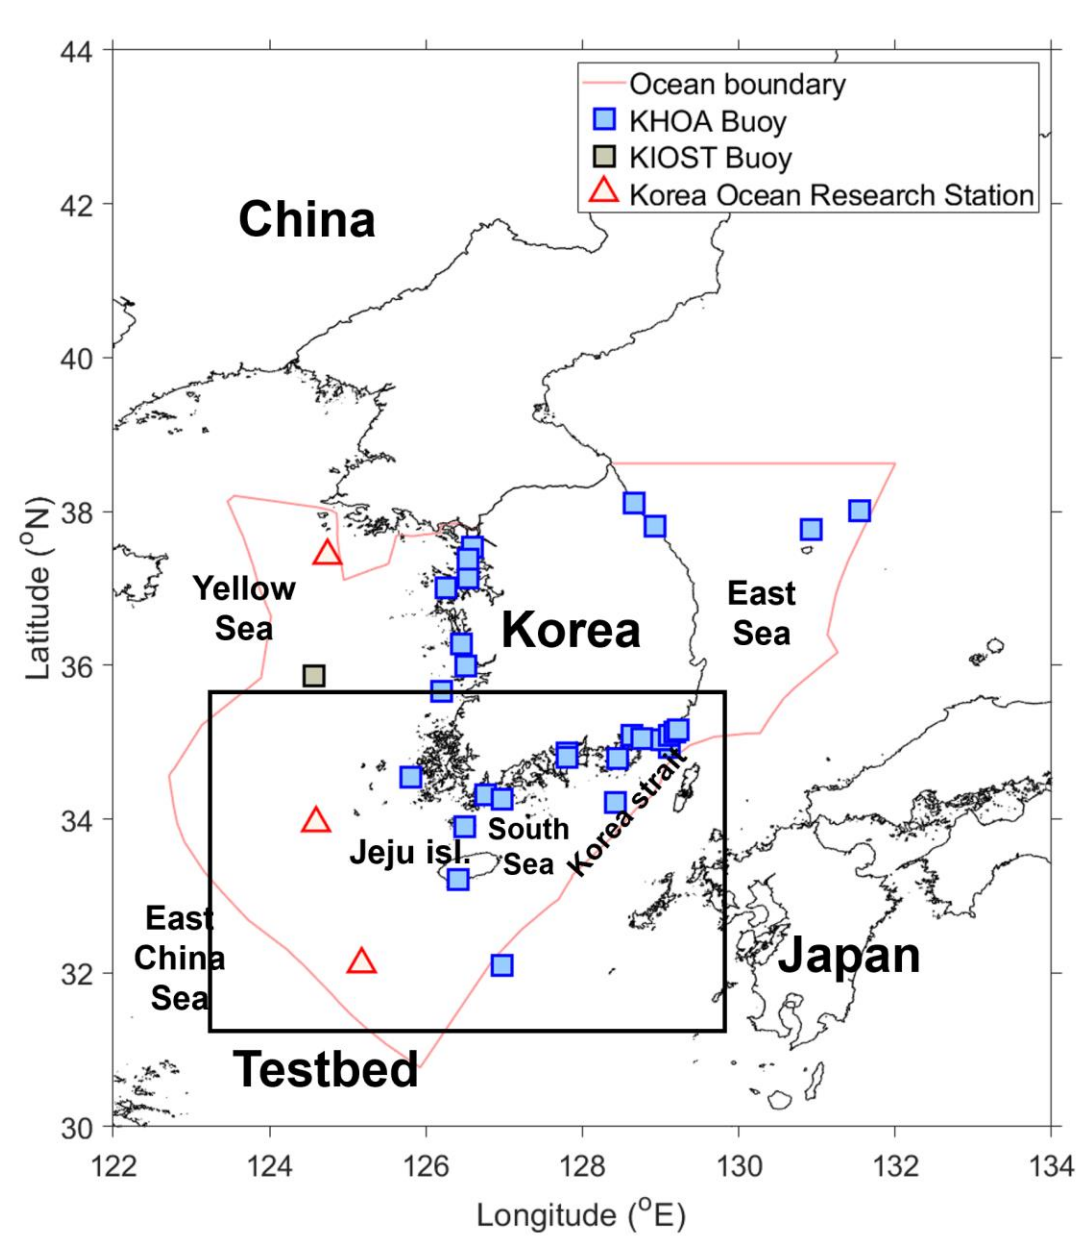 44
42
40
38
36
34
32
30
Latitude (°N)
Ocean boundary
KHOA Buoy
KIOST Buoy
Korea Ocean Research Station
China
Yellow
Sea
Korea
East
Sea
South
Sea
Korea strait
Jeju isl.
East
China
Sea
Japan
Testbed
122
124
126
128
130
132
134
Longitude (°E)